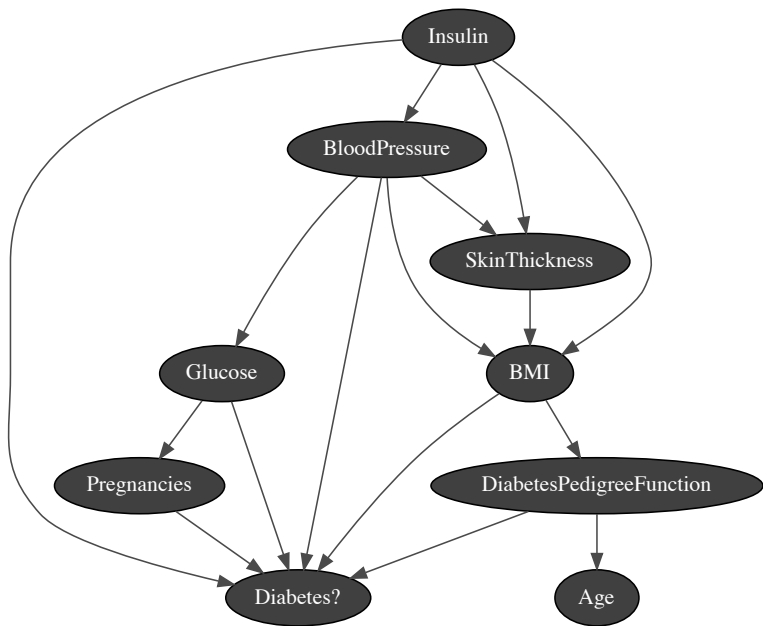 Insulin
BloodPressure
SkinThickness
Glucose
BMI
Pregnancies
DiabetesPedigreeFunction
Diabetes?
Age